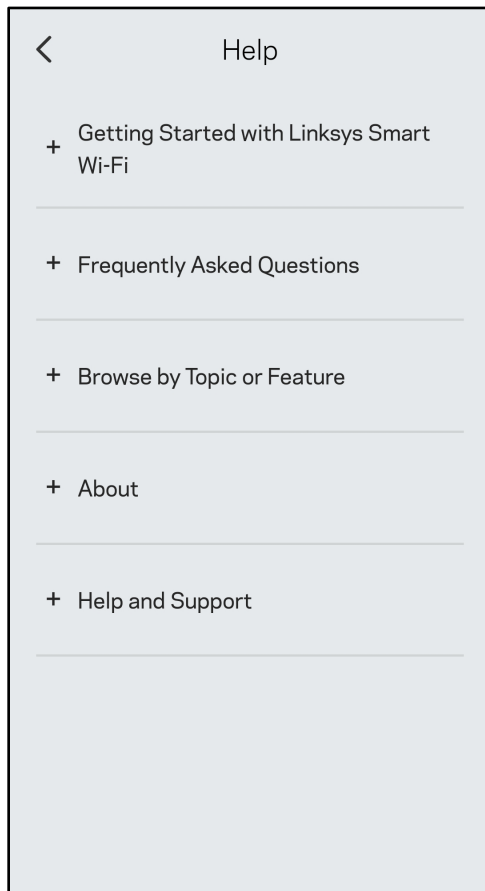 Help
+ Getting Started with Linksys Smart
Wi-Fi
+ Frequently Asked Questions
+ Browse by Topic or Feature
+ About
+ Help and Support